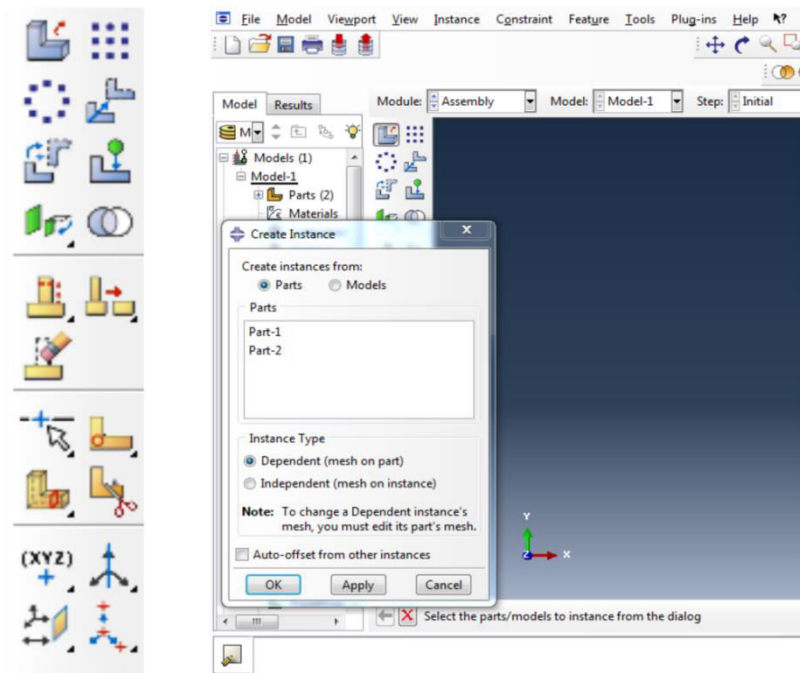 File Model Viewport View Instance Constraint Feature Tools Plug-ins Help
Model Results
Module: Assembly Model: Model-1 Step: Initial
M
Models (1)
Model-1
Parts (2)
Materials
Create Instance
Create instances from:
Parts Models
Parts
Part-1
Part-2
Instance Type
Dependent (mesh on part)
Independent (mesh on instance)
Note: To change a Dependent instance's
mesh, you must edit its part's mesh.
Auto-offset from other instances
OK Apply Cancel
Y
Z X
Select the parts/models to instance from the dialog
(XYZ)